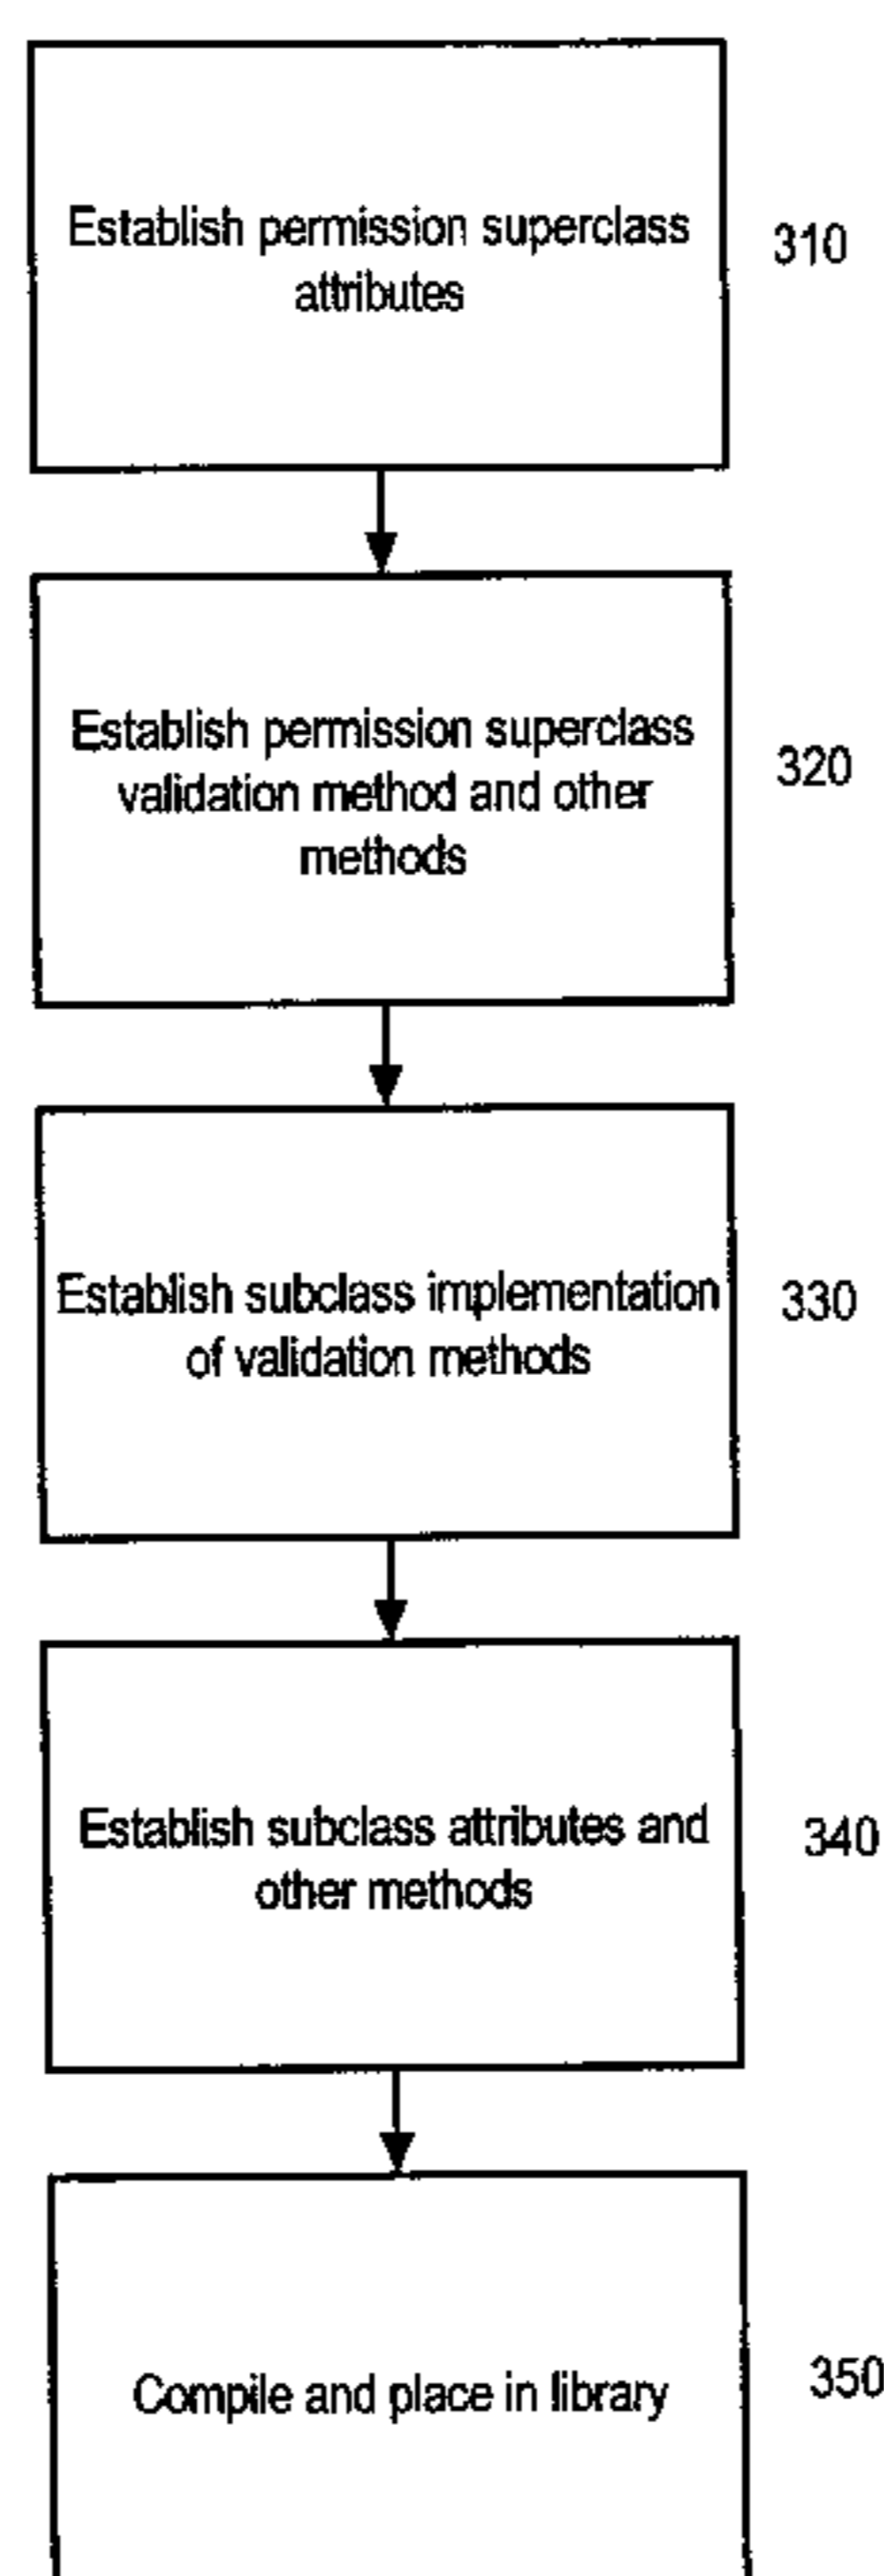 Establish permission superclass
attributes
310
Establish permission superclass
validation method and other
methods
320
Establish subclass implementation
of validation methods
330
Establish subclass attributes and
other methods
340
Compile and place in library
350